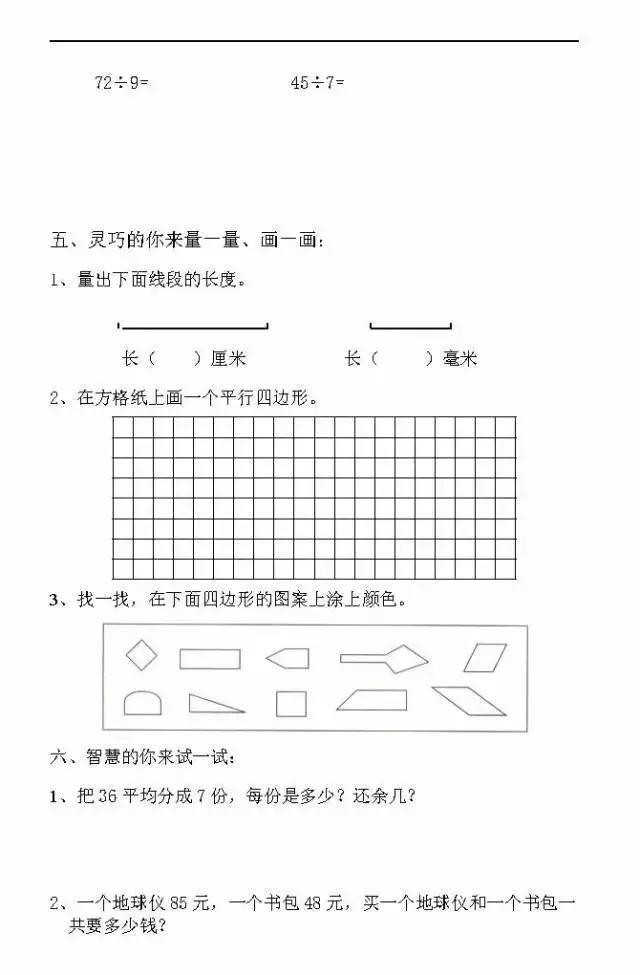 72÷9= 45÷7=
五、灵巧的你来量一量、画一画：
1、量出下面线段的长度。
长（ ）厘米 长（ ）毫米
2、在方格纸上画一个平行四边形。
3、找一找，在下面四边形的图案上涂上颜色。
六、智慧的你来试一试：
1、把 36 平均分成 7 份，每份是多少？还余几？
2、一个地球仪 85 元，一个书包 48 元，买一个地球仪和一个书包一
共要多少钱？